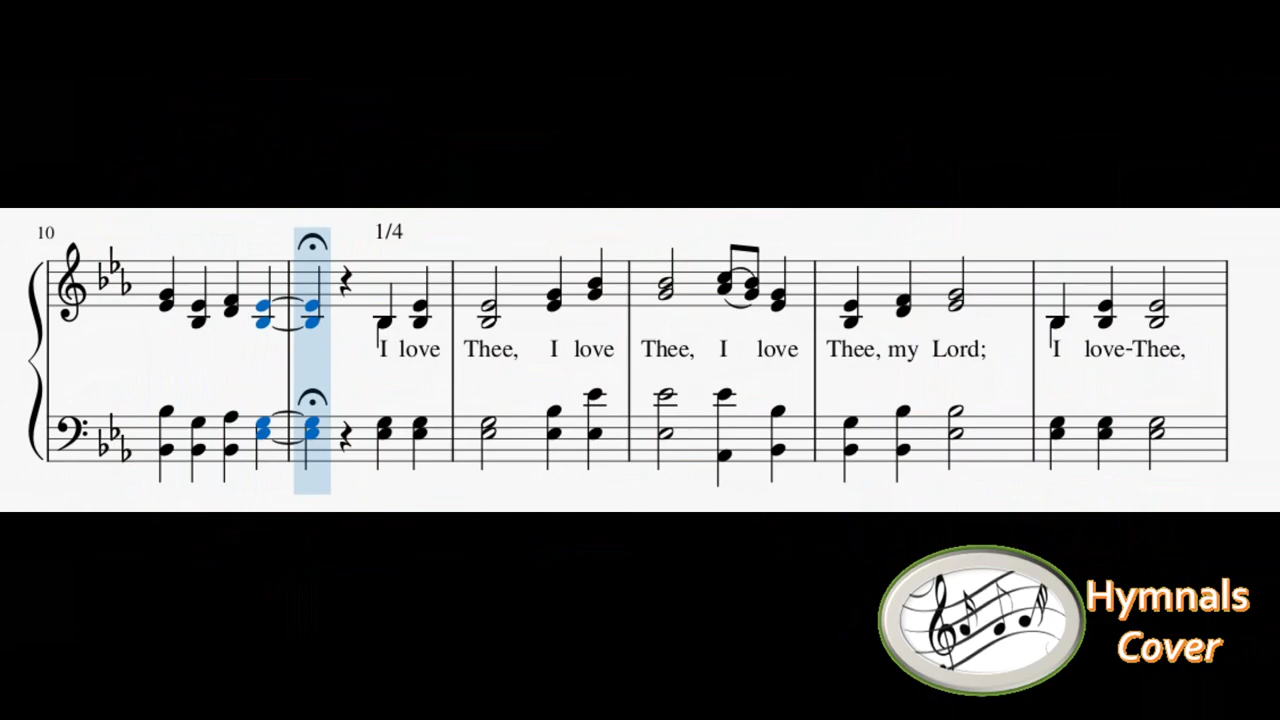 10
1/4
I love Thee, I love Thee, I love Thee, my Lord; I love-Thee,
Hymnals
Cover